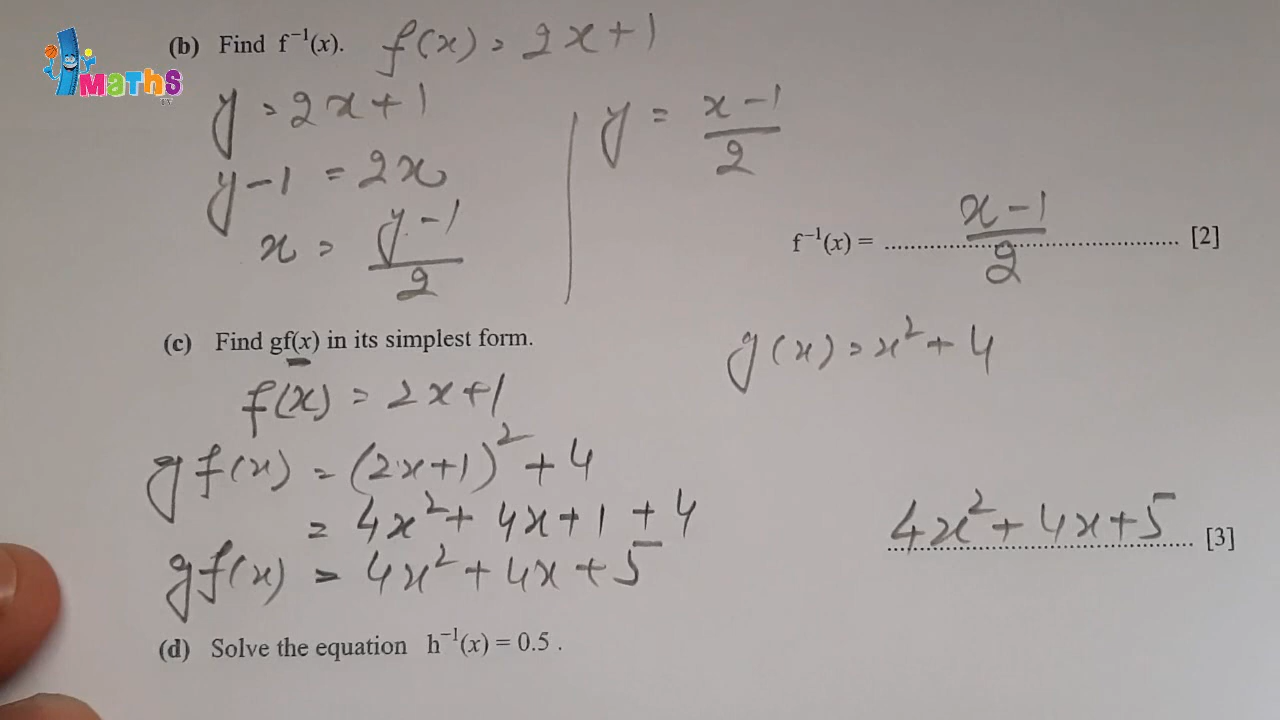 MATHS
(b) Find f⁻¹(x). f(x) = 2x+1
y = 2x+1
y-1 = 2x
x = (y-1)/2
y = (x-1)/2
f⁻¹(x) = (x-1)/2 [2]
(c) Find gf(x) in its simplest form.
g(x) = x²+4
f(x) = 2x+1
gf(x) = (2x+1)²+4
= 4x²+4x+1+4
gf(x) = 4x²+4x+5
4x²+4x+5 [3]
(d) Solve the equation h⁻¹(x) = 0.5 .